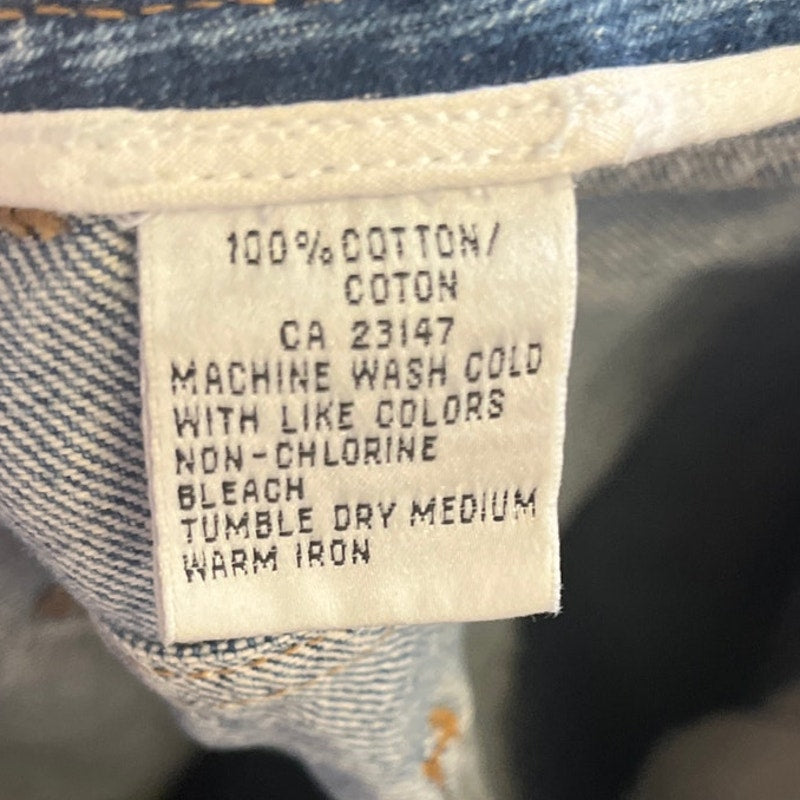 100% COTTON/
COTON
CA 23147
MACHINE WASH COLD
WITH LIKE COLORS
NON-CHLORINE
BLEACH
TUMBLE DRY MEDIUM
WARM IRON